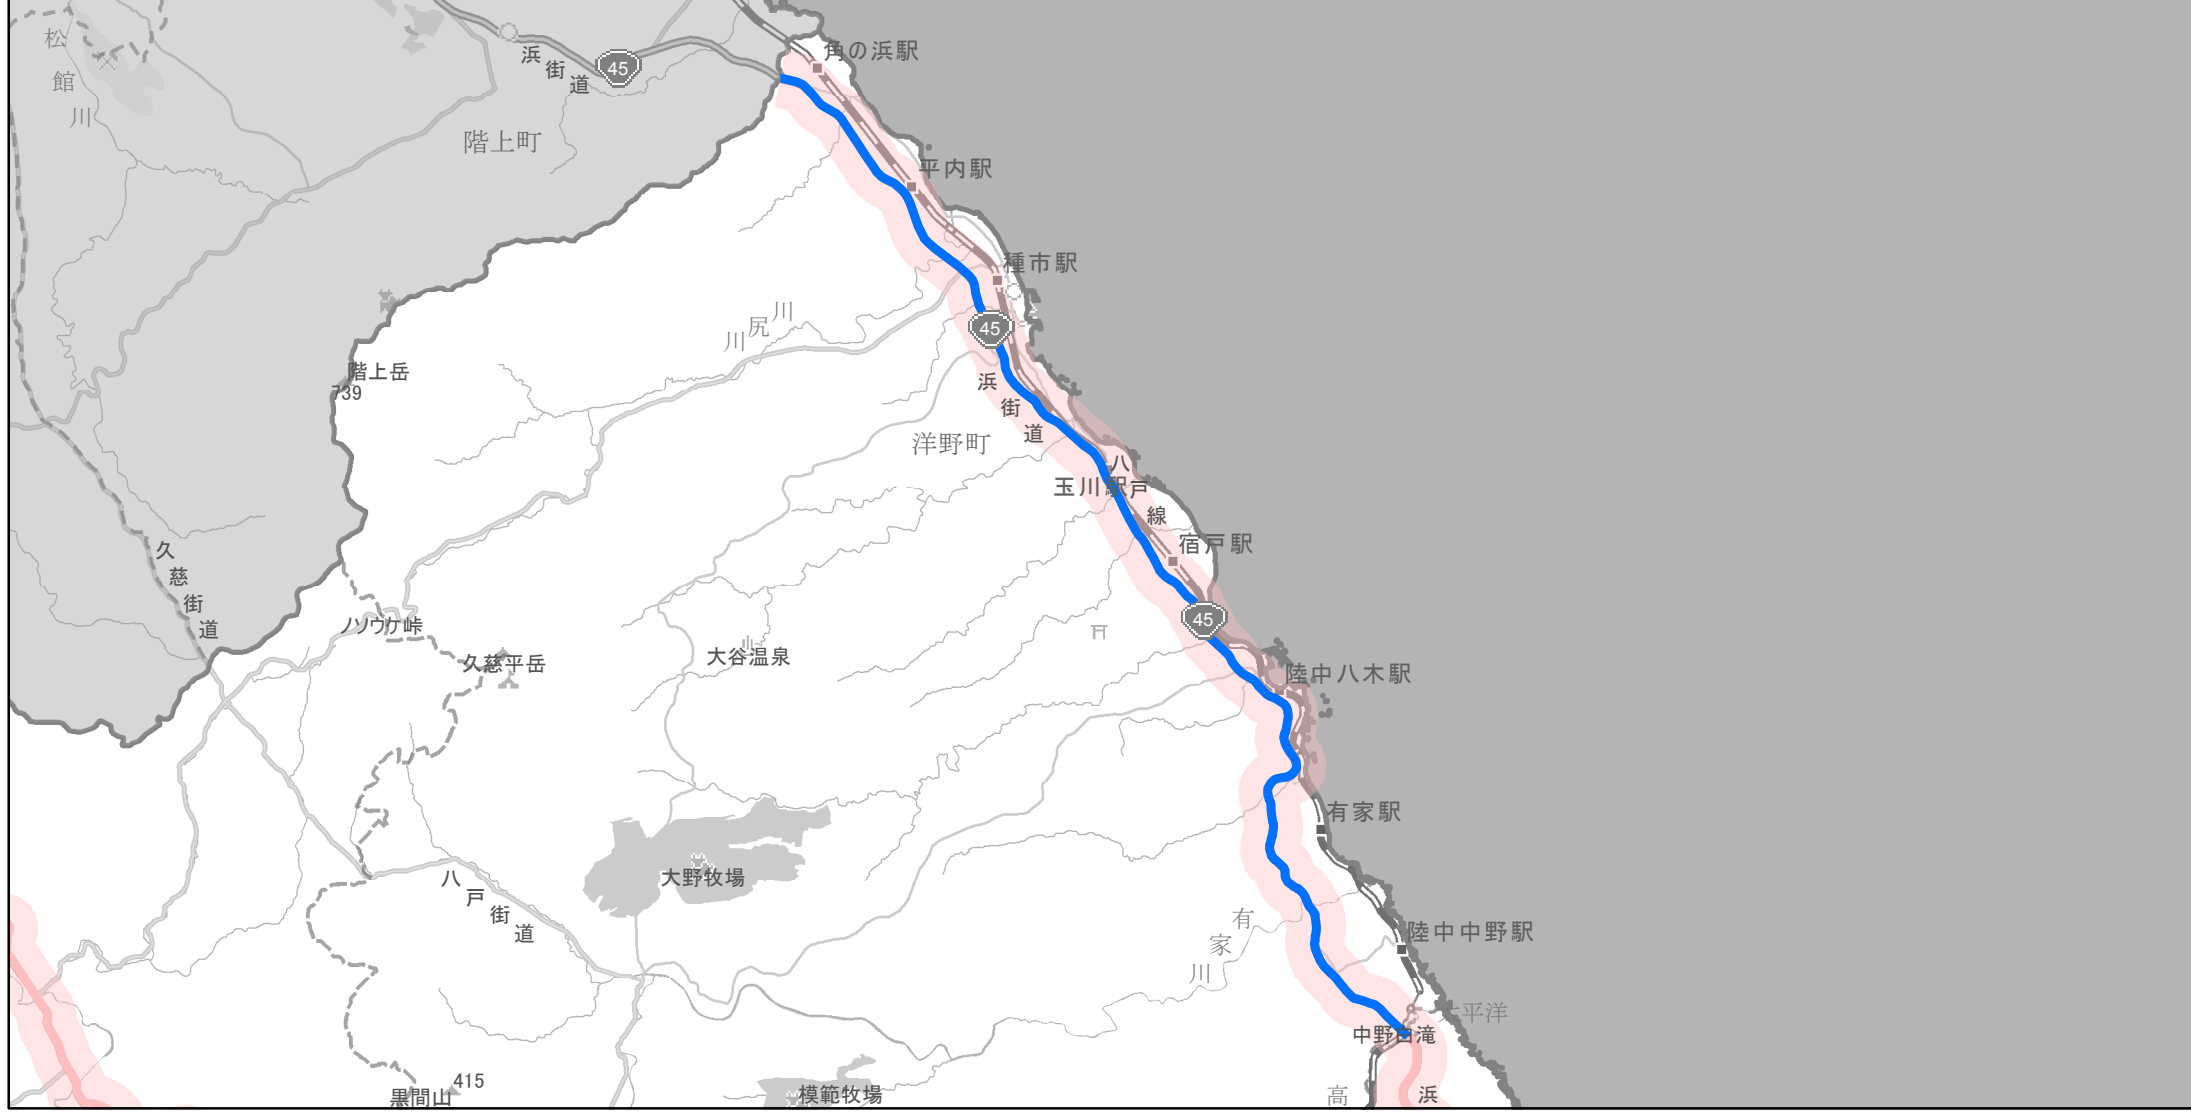 松館川
角の浜駅
浜街道
45
階上町
平内駅
種市駅
川尻川
45
階上岳
739
浜街道
洋野町
八戸線
玉川駅
宿戸駅
久慈街道
45
ノソウケ峠
久慈平岳
大谷温泉
陸中八木駅
有家駅
大野牧場
八戸街道
有家川
陸中中野駅
太平洋
中野白滝
415
黒間山
模範牧場
高
浜